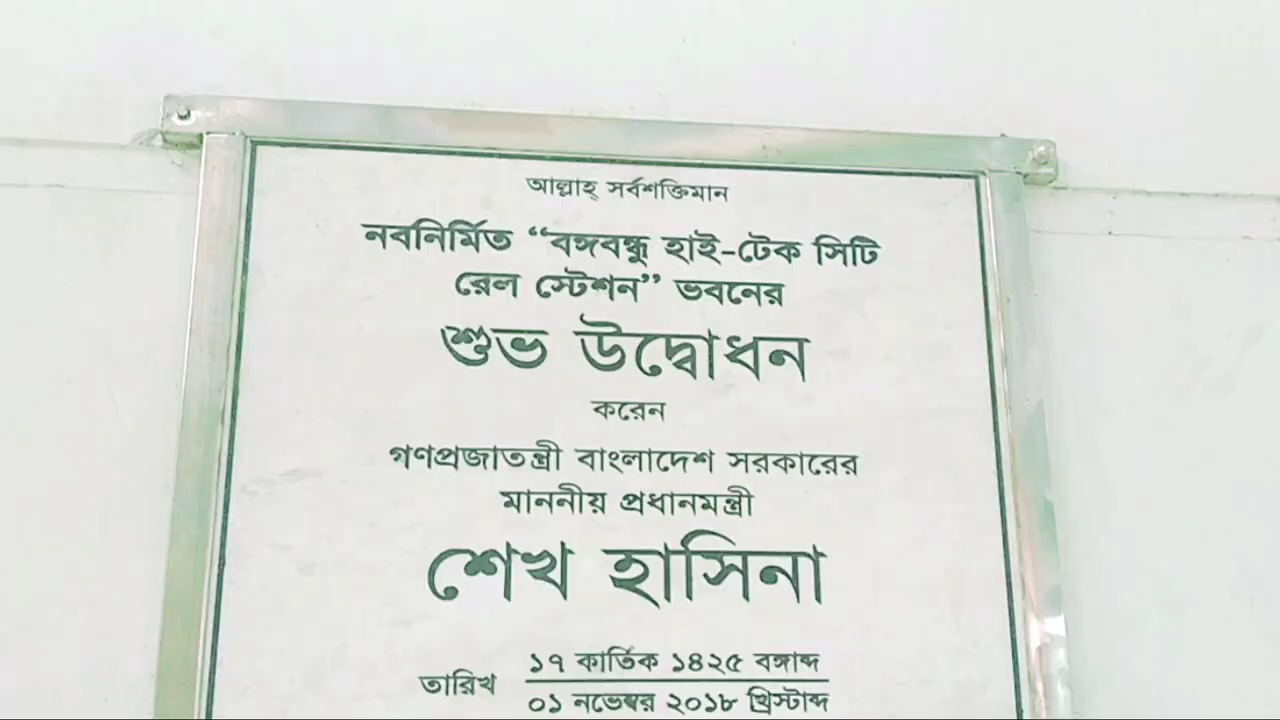 আল্লাহ্ সর্বশক্তিমান
নবনির্মিত “বঙ্গবন্ধু হাই-টেক সিটি
রেল স্টেশন” ভবনের
শুভ উদ্বোধন
করেন
গণপ্রজাতন্ত্রী বাংলাদেশ সরকারের
মাননীয় প্রধানমন্ত্রী
শেখ হাসিনা
তারিখ ১৭ কার্তিক ১৪২৫ বঙ্গাব্দ
০১ নভেম্বর ২০১৮ খ্রিস্টাব্দ